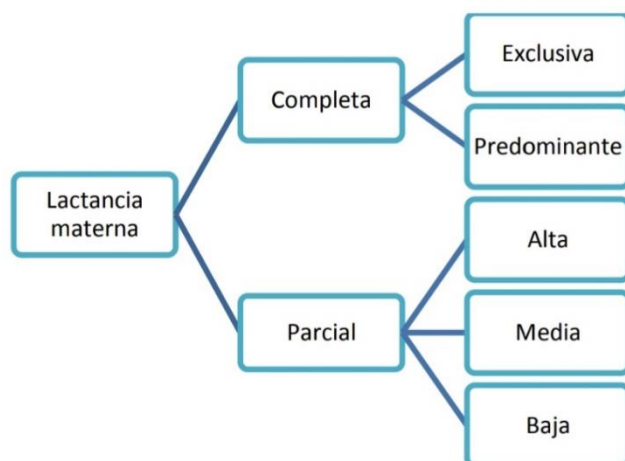 Lactancia
materna
Completa
Exclusiva
Predominante
Parcial
Alta
Media
Baja